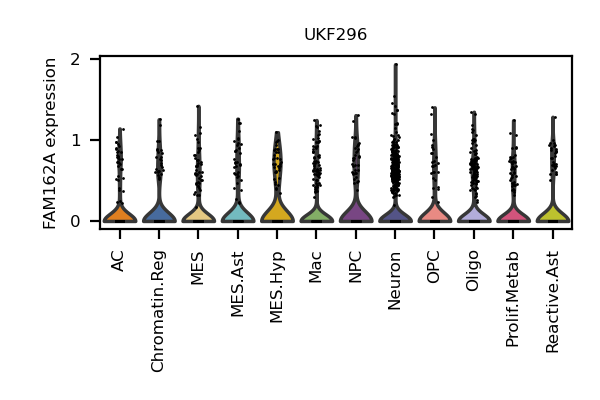 UKF296
FAM162A expression
2
1
0
AC
Chromatin.Reg
MES
MES.Ast
MES.Hyp
Mac
NPC
Neuron
OPC
Oligo
Prolif.Metab
Reactive.Ast